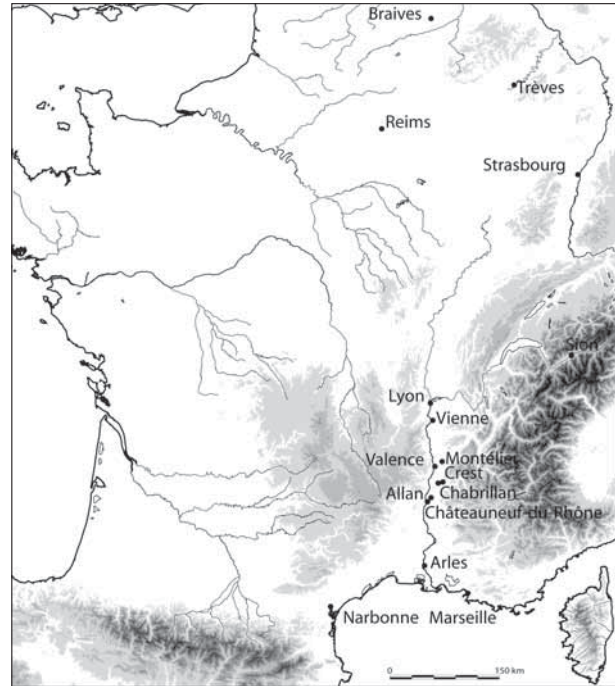 Braives
Trèves
Reims
Strasbourg
Sion
Lyon
Vienne
Valence
Montélier
Crest
Allan
Chabrillan
Châteauneuf-du-Rhône
Arles
Narbonne
Marseille
0
150 km